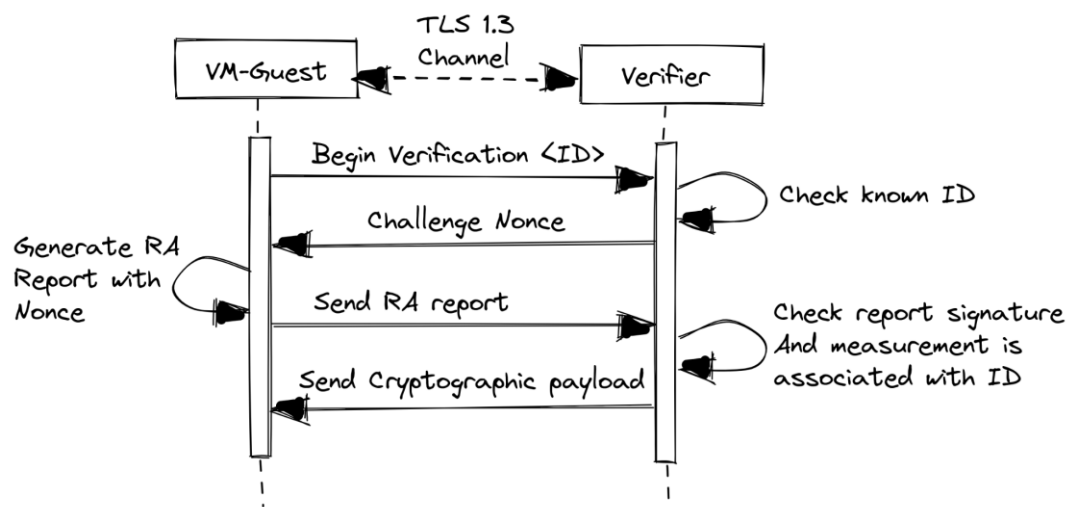 TLS 1.3
Channel
VM-Guest
Verifier
Begin Verification <ID>
Check known ID
Challenge Nonce
Generate RA
Report with
Nonce
Send RA report
Check report signature
And measurement is
associated with ID
Send Cryptographic payload